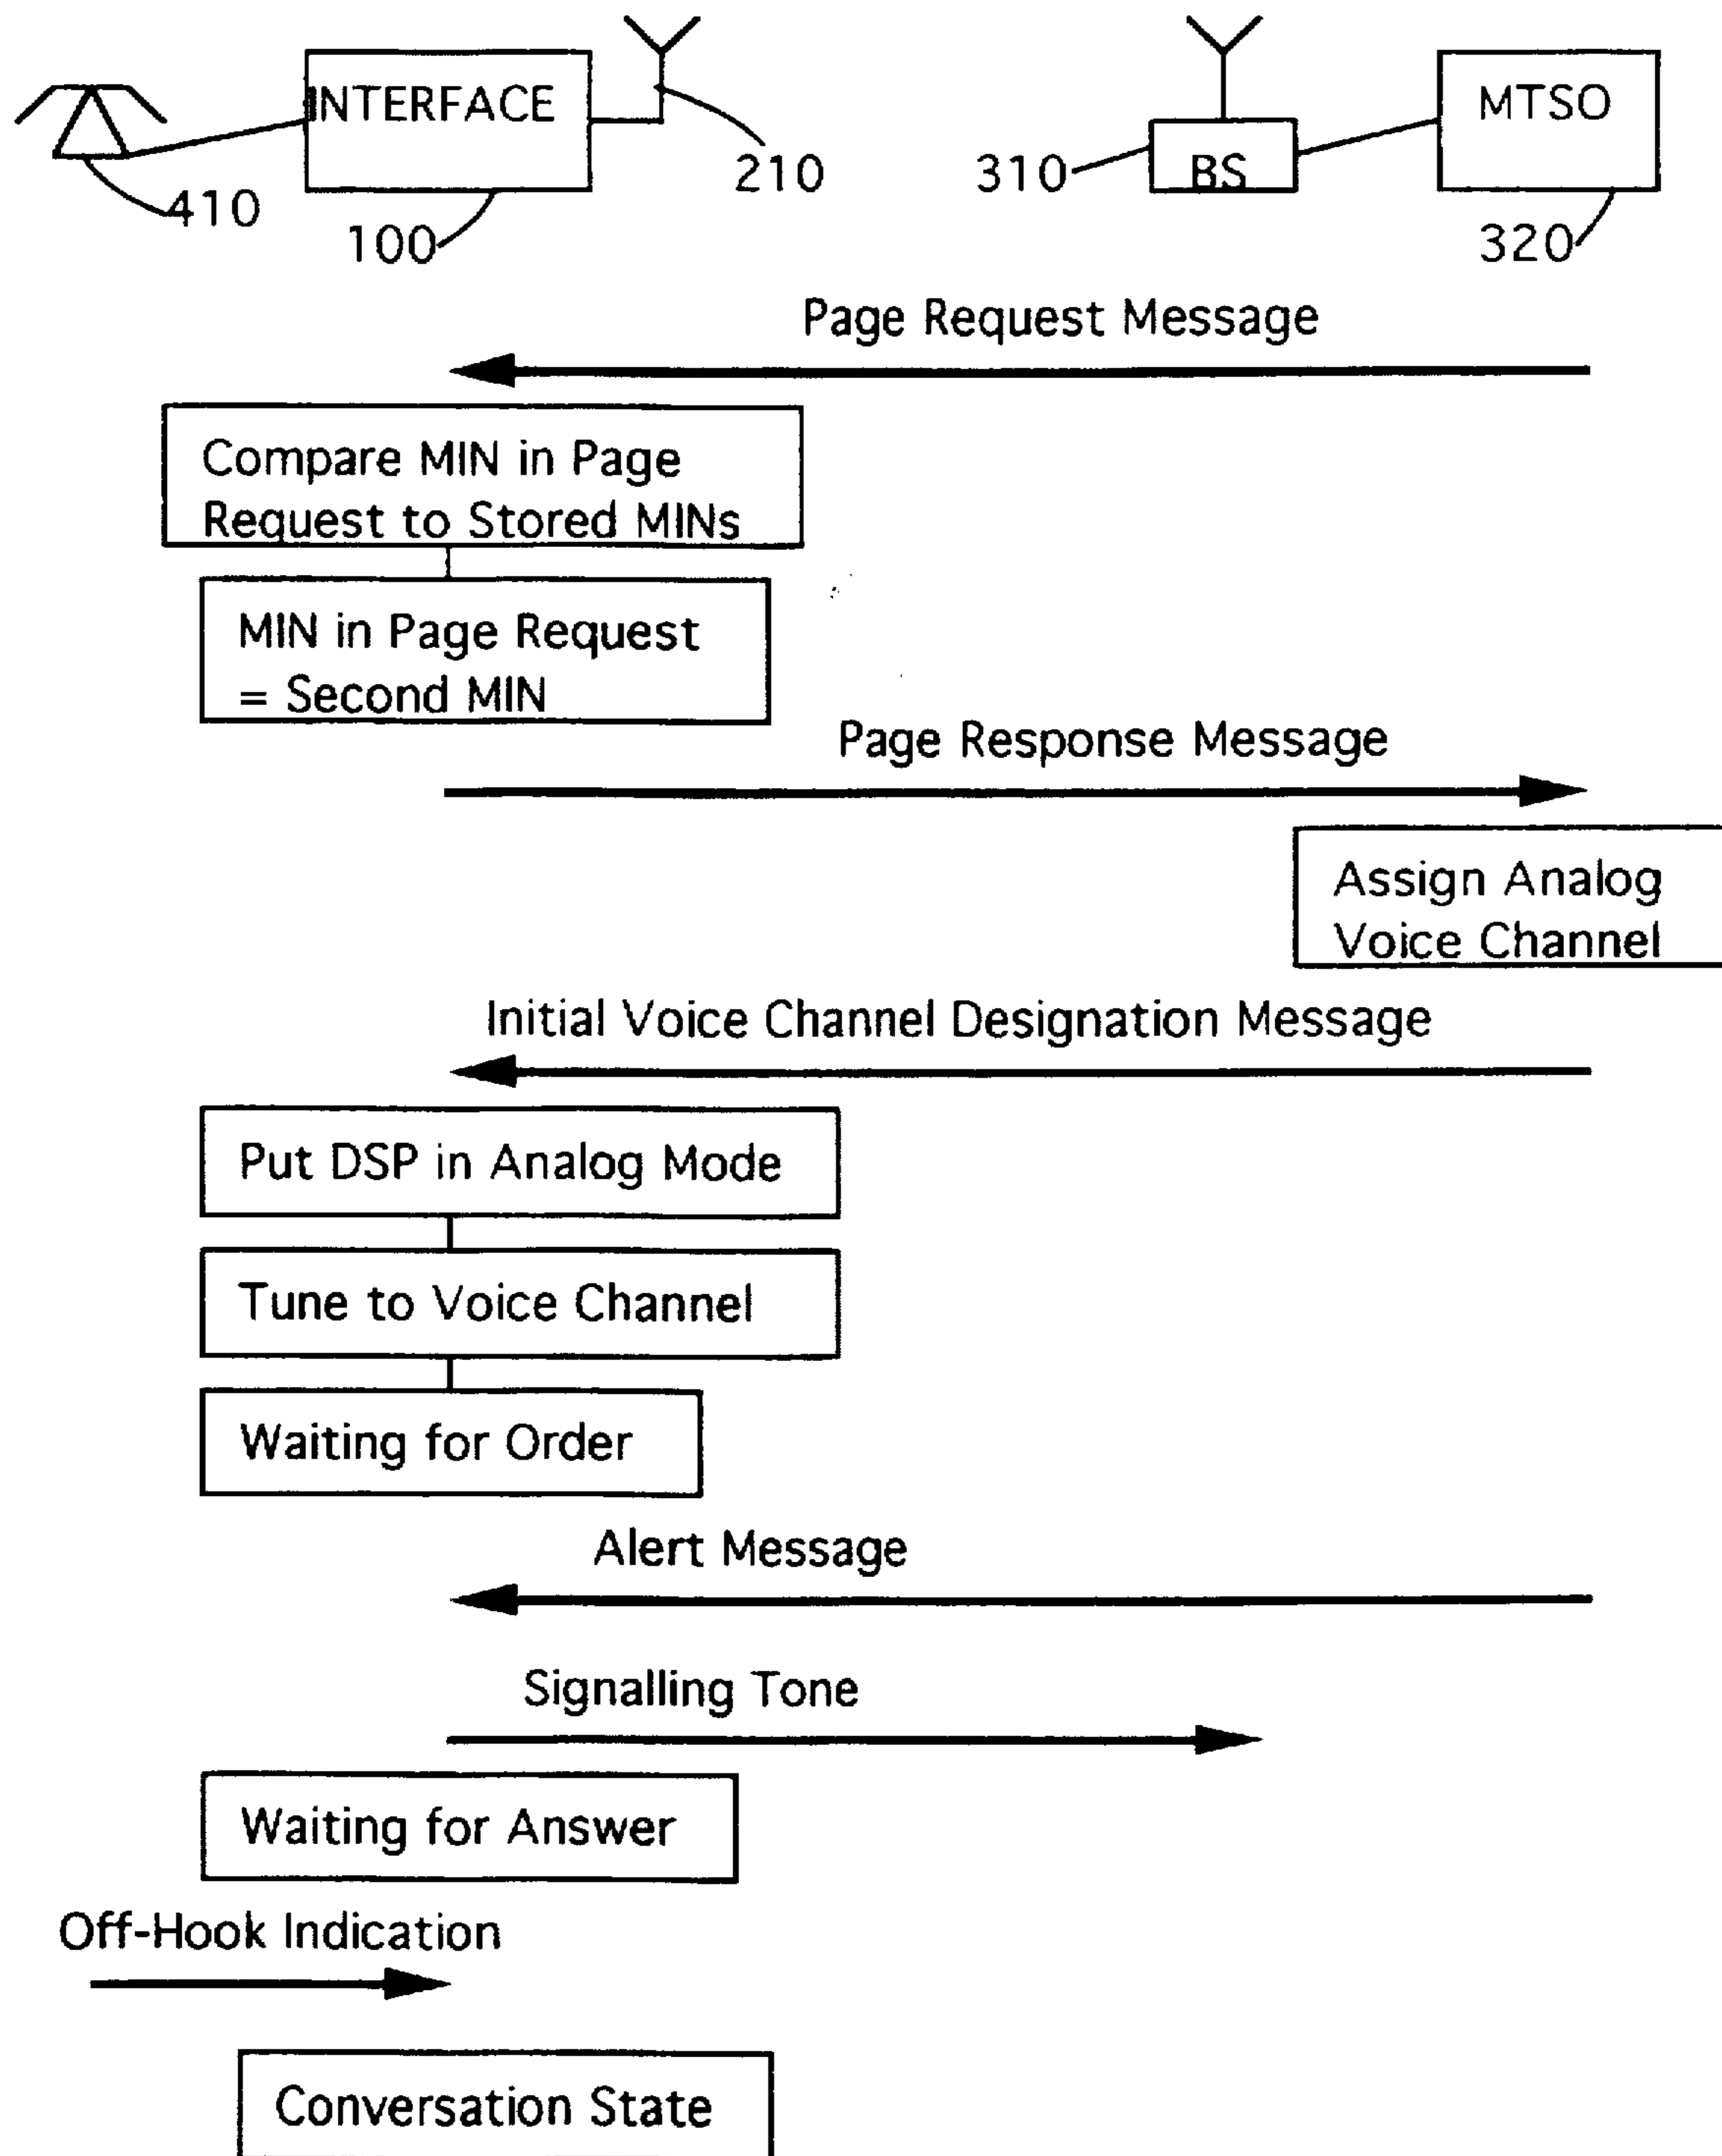 INTERFACE
MTSO
BS
210
310
410
100
320
Page Request Message
Compare MIN in Page
Request to Stored MINs
MIN in Page Request
= Second MIN
Page Response Message
Assign Analog
Voice Channel
Initial Voice Channel Designation Message
Put DSP in Analog Mode
Tune to Voice Channel
Waiting for Order
Alert Message
Signalling Tone
Waiting for Answer
Off-Hook Indication
Conversation State